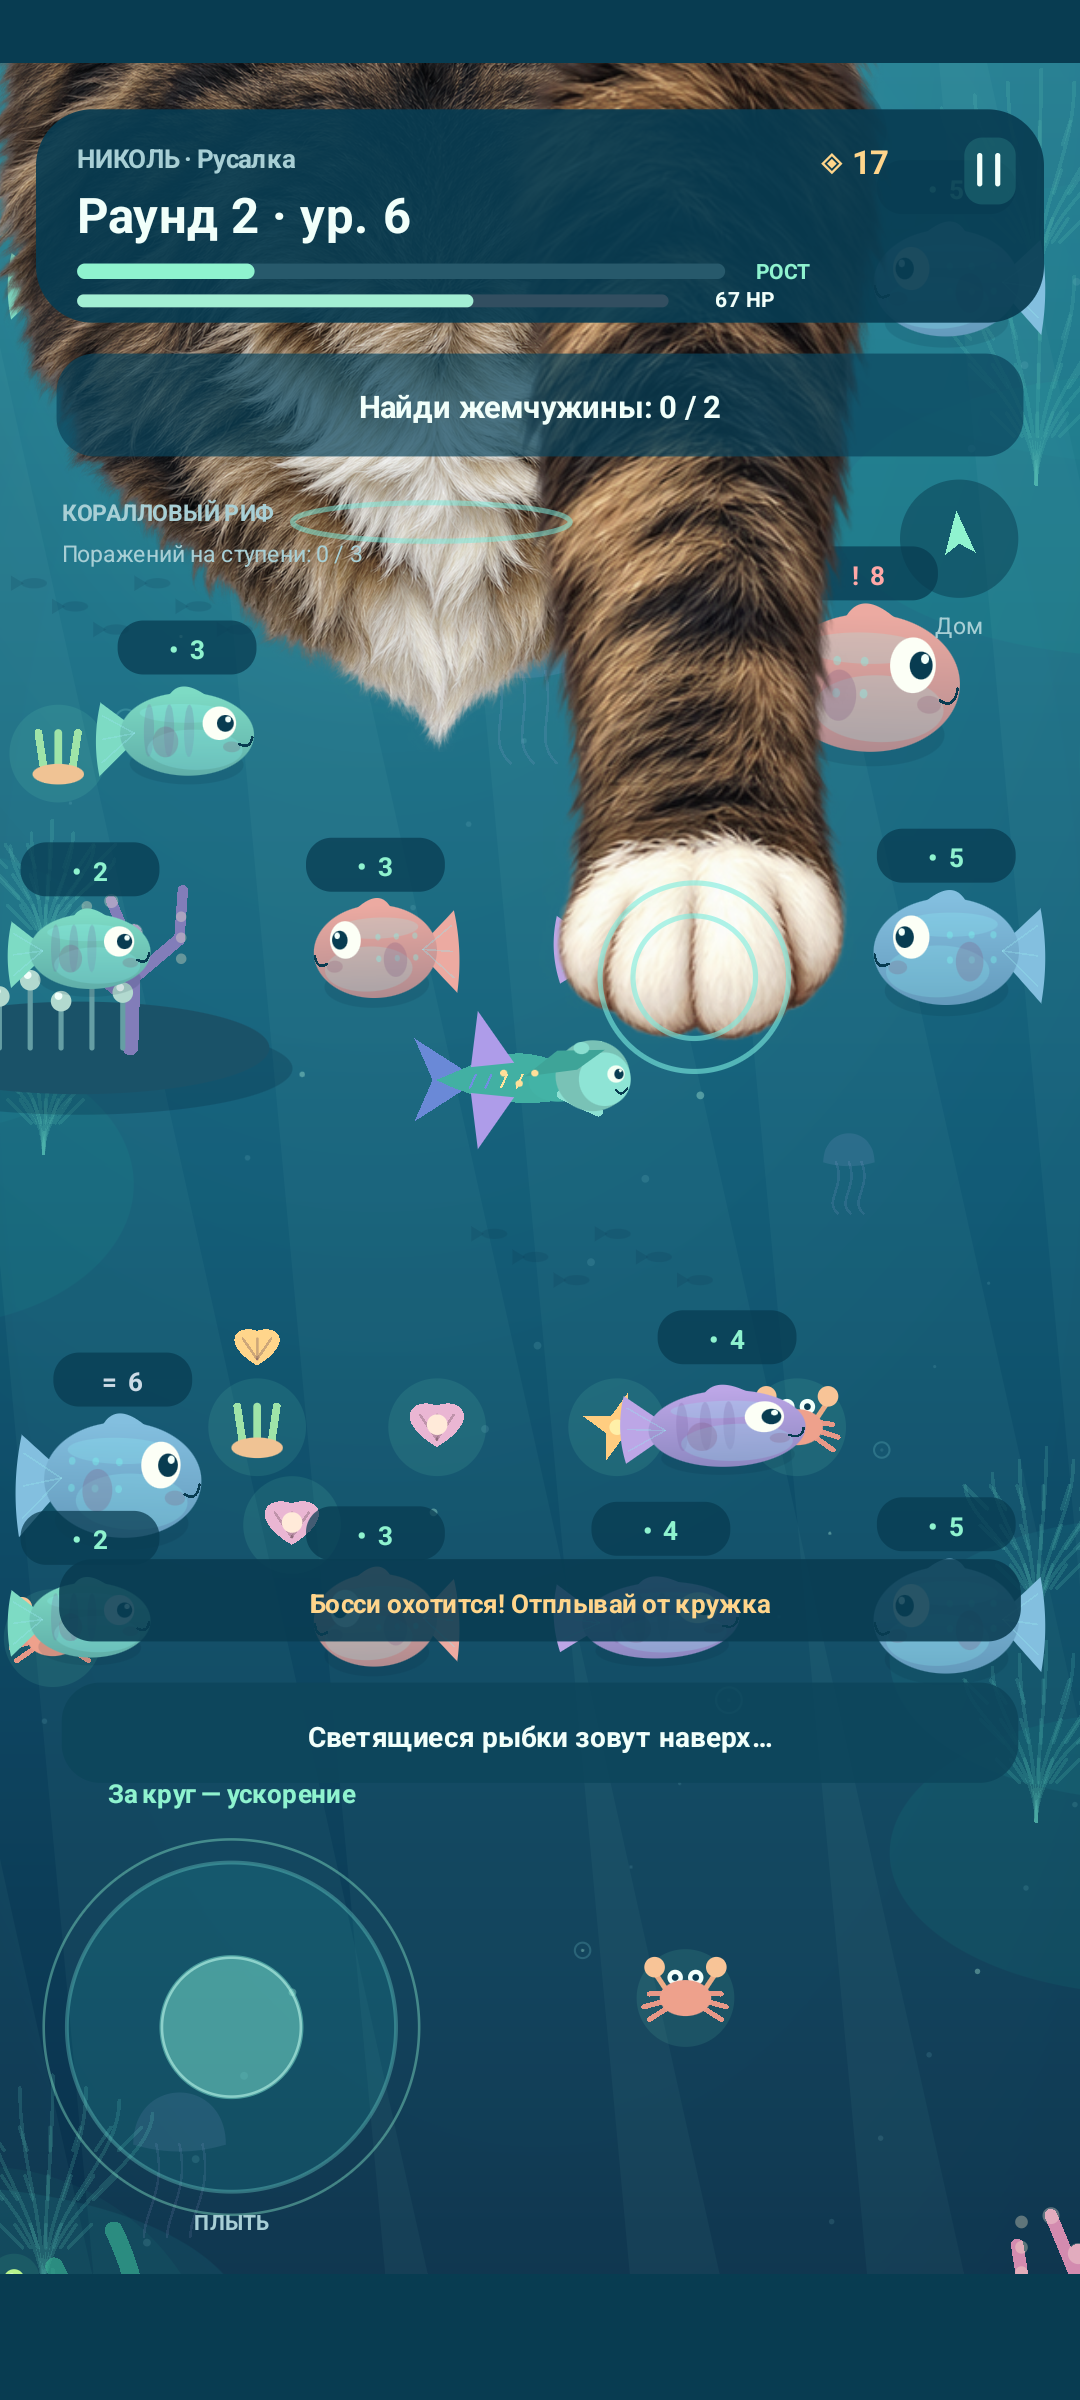 НИКОЛЬ · Русалка
17
Раунд 2 · ур. 6
РОСТ
67 HP
Найди жемчужины: 0 / 2
КОРАЛЛОВЫЙ РИФ
Поражений на ступени: 0 / 3
! 8
Дом
• 3
• 2
• 3
• 5
• 4
= 6
• 2
• 3
• 4
• 5
Босси охотится! Отплывай от кружка
Светящиеся рыбки зовут наверх...
За круг — ускорение
ПЛЫТЬ